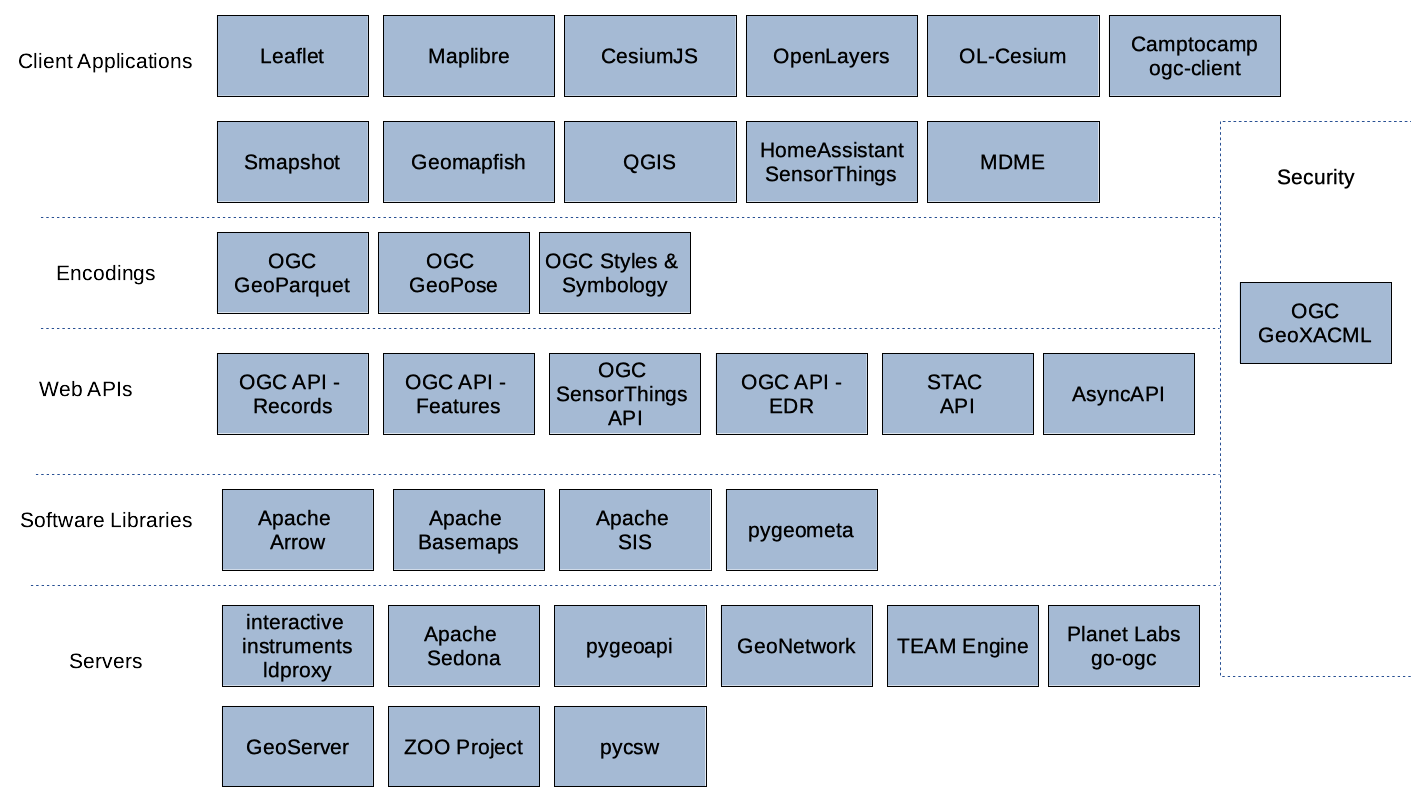 Client Applications
Leaflet
Maplibre
CesiumJS
OpenLayers
OL-Cesium
Camptocamp
ogc-client
Smapshot
Geomapfish
QGIS
HomeAssistant
SensorThings
MDME
Security
Encodings
OGC
GeoParquet
OGC
GeoPose
OGC Styles &
Symbology
OGC
GeoXACML
Web APIs
OGC API -
Records
OGC API -
Features
OGC
SensorThings
API
OGC API -
EDR
STAC
API
AsyncAPI
Software Libraries
Apache
Arrow
Apache
Basemaps
Apache
SIS
pygeometa
Servers
interactive
instruments
ldproxy
Apache
Sedona
pygeoapi
GeoNetwork
TEAM Engine
Planet Labs
go-ogc
GeoServer
ZOO Project
pycsw